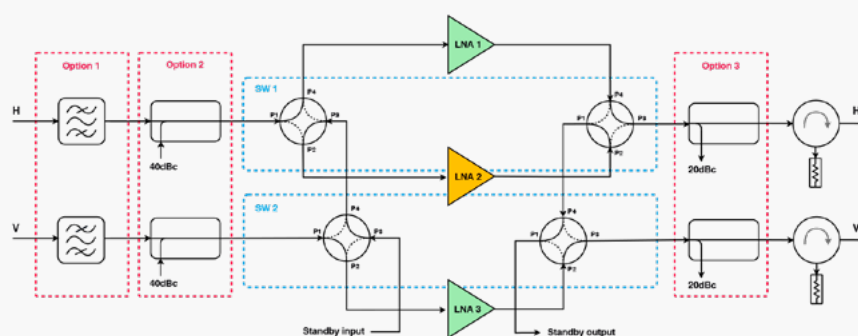 LNA 1
Option 1
Option 2
Option 3
SW 1
H
P4
P1
P3
P2
P4
P1
P3
P2
H
40dBc
LNA 2
20dBc
SW 2
V
P4
P1
P3
P2
P4
P1
P3
P2
V
40dBc
LNA 3
20dBc
Standby input
Standby output